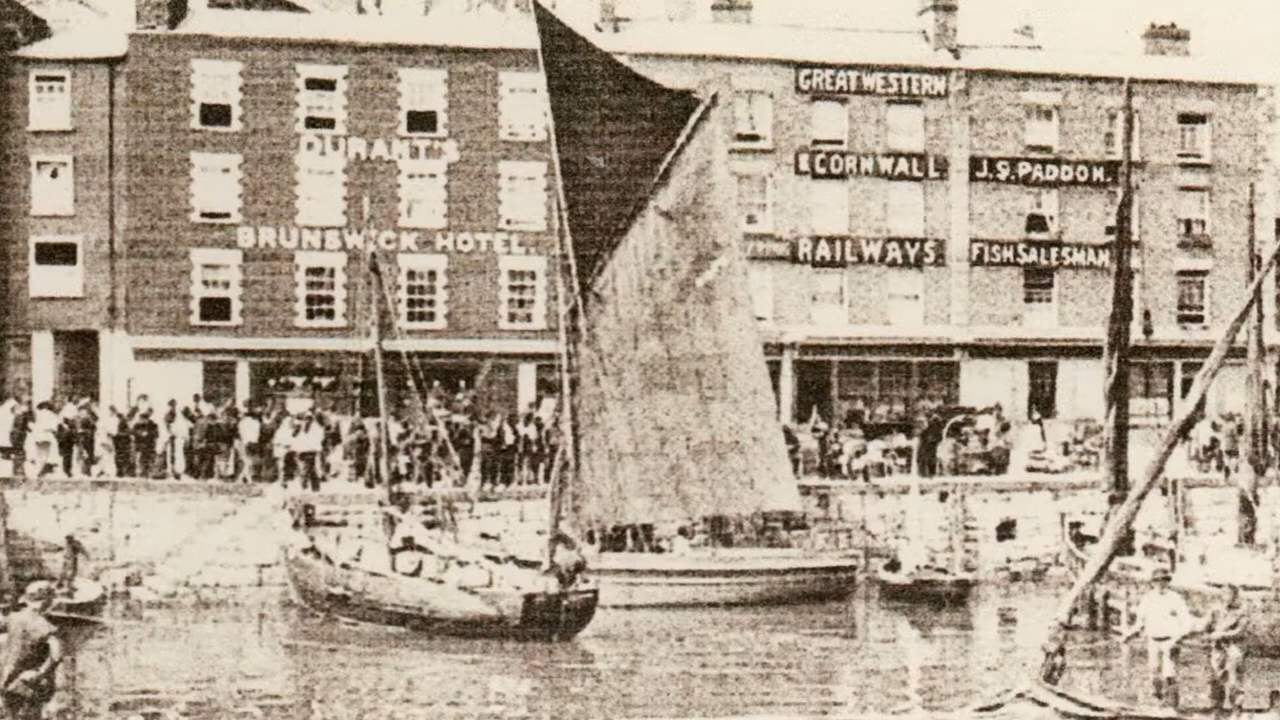 DURANT'S
BRUNSWICK HOTEL.
GREAT WESTERN
& CORNWALL
RAILWAYS.
J.S. PADDON.
FISH SALESMAN